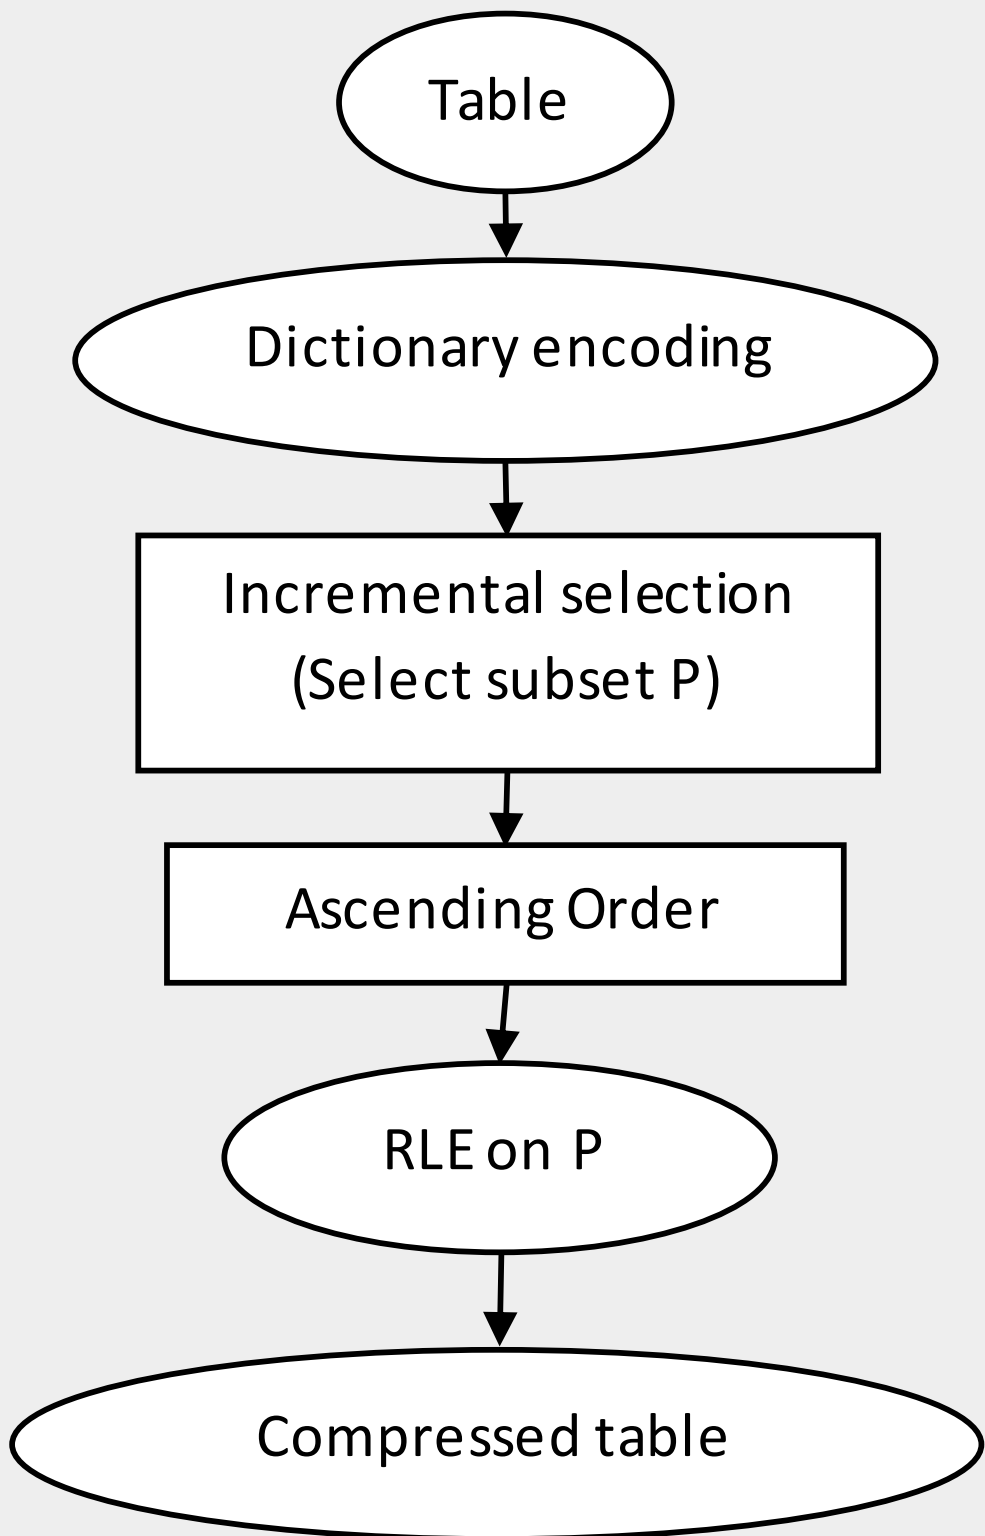 Table
Dictionary encoding
Incremental selection
(Select subset P)
Ascending Order
RLE on P
Compressed table